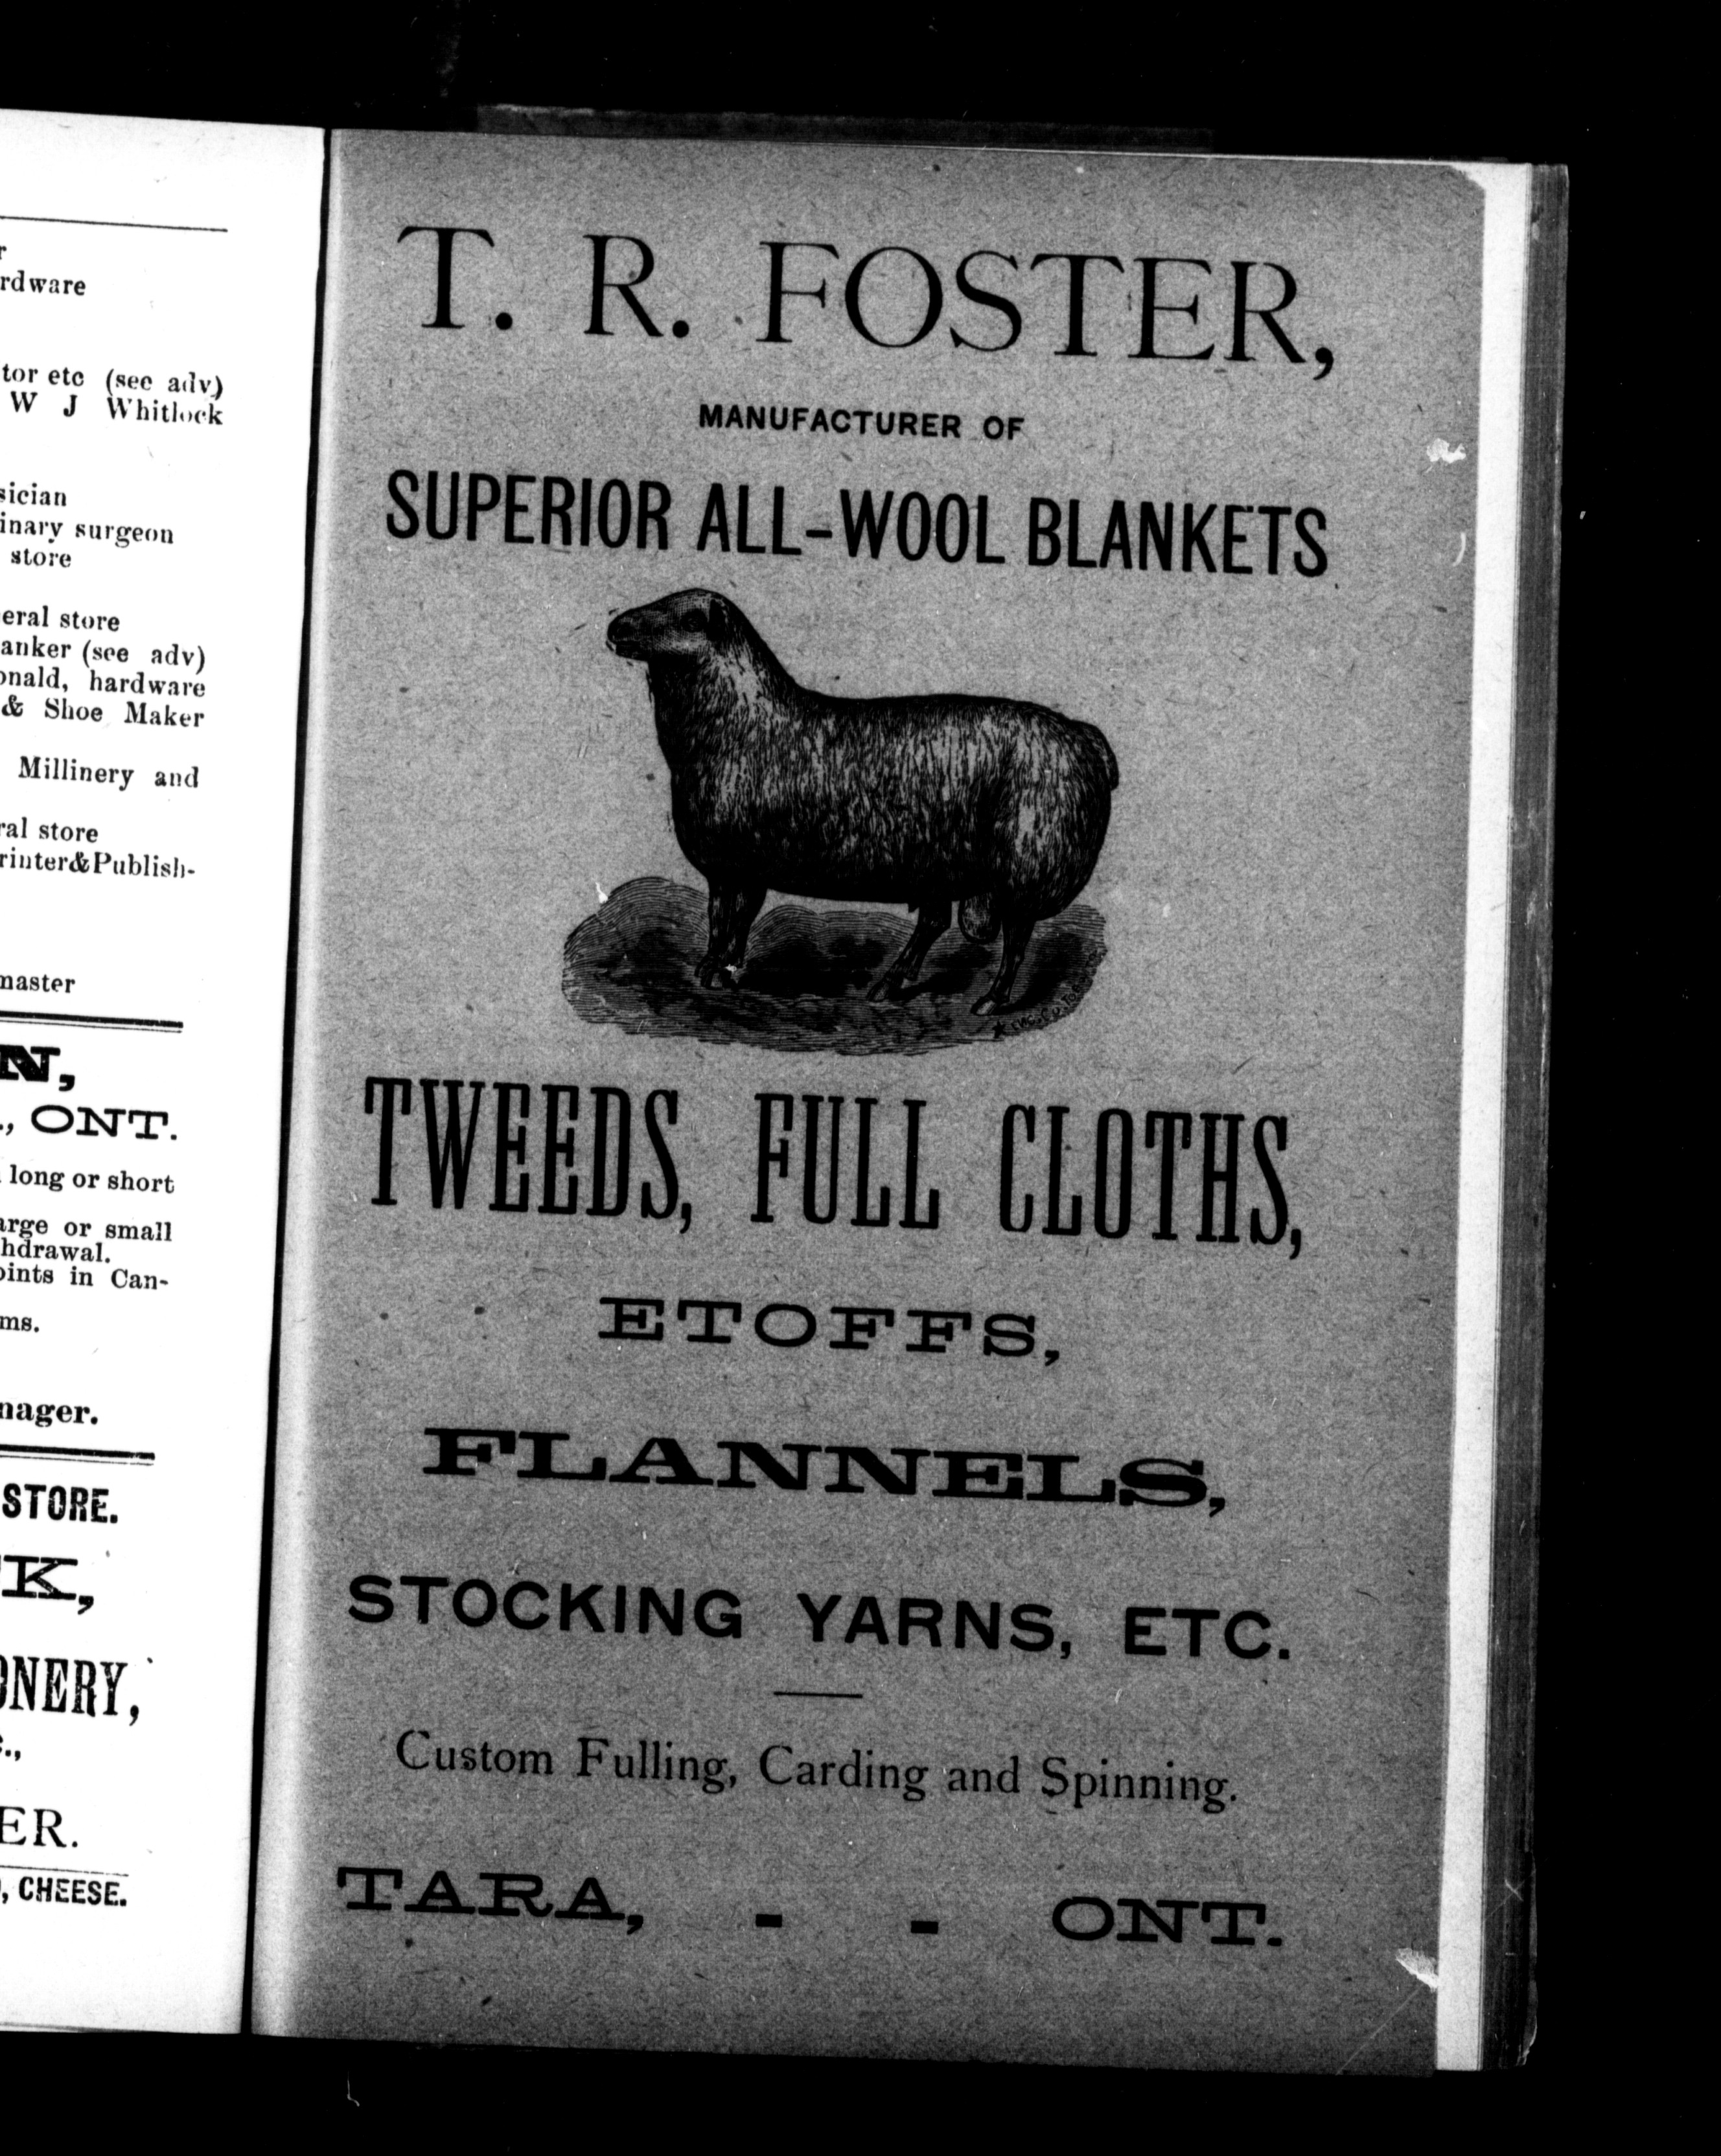 rdware
tor etc (see adv)
W J Whitlock
sician
inary surgeon
store
eral store
anker (see adv)
onald, hardware
& Shoe Maker
Millinery and
ral store
rinter&Publish-
master
N,
., ONT.
long or short
arge or small
hdrawal.
oints in Can-
ms.
nager.
STORE.
K,
ONERY,
ER.
, CHEESE.
T. R. FOSTER,
MANUFACTURER OF
SUPERIOR ALL-WOOL BLANKETS
TWEEDS, FULL CLOTHS,
ETOFFS,
FLANNELS,
STOCKING YARNS, ETC.
Custom Fulling, Carding and Spinning.
TARA, - - ONT.